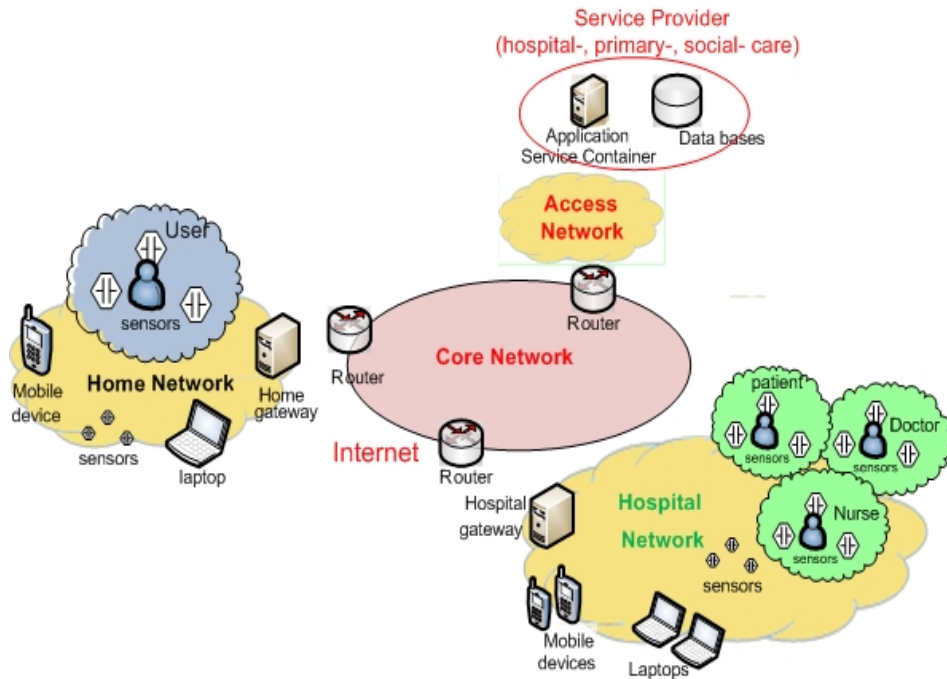 Service Provider
(hospital-, primary-, social- care)
Application
Service Container
Data bases
Access
Network
User
sensors
Router
Core Network
Router
Home Network
Mobile
device
Home
gateway
sensors
laptop
Internet
Router
patient
sensors
Doctor
sensors
Hospital
gateway
Hospital
Network
Nurse
sensors
sensors
Mobile
devices
Laptops